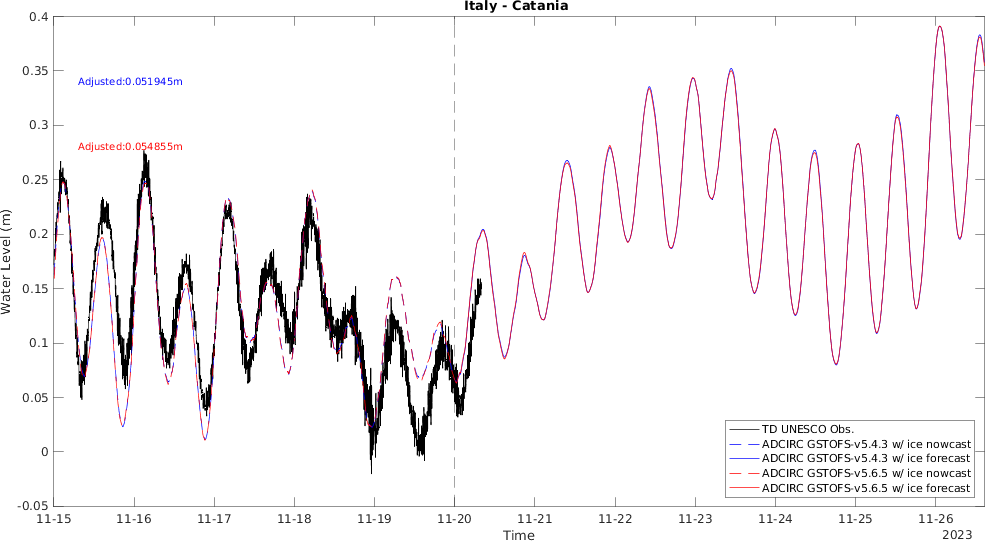 Italy - Catania
0.4
0.35
0.3
0.25
0.2
0.15
0.1
0.05
0
-0.05
Water Level (m)
Adjusted:0.051945m
Adjusted:0.054855m
TD UNESCO Obs.
ADCIRC GSTOFS-v5.4.3 w/ ice nowcast
ADCIRC GSTOFS-v5.4.3 w/ ice forecast
ADCIRC GSTOFS-v5.6.5 w/ ice nowcast
ADCIRC GSTOFS-v5.6.5 w/ ice forecast
11-15 11-16 11-17 11-18 11-19 11-20 11-21 11-22 11-23 11-24 11-25 11-26
Time
2023